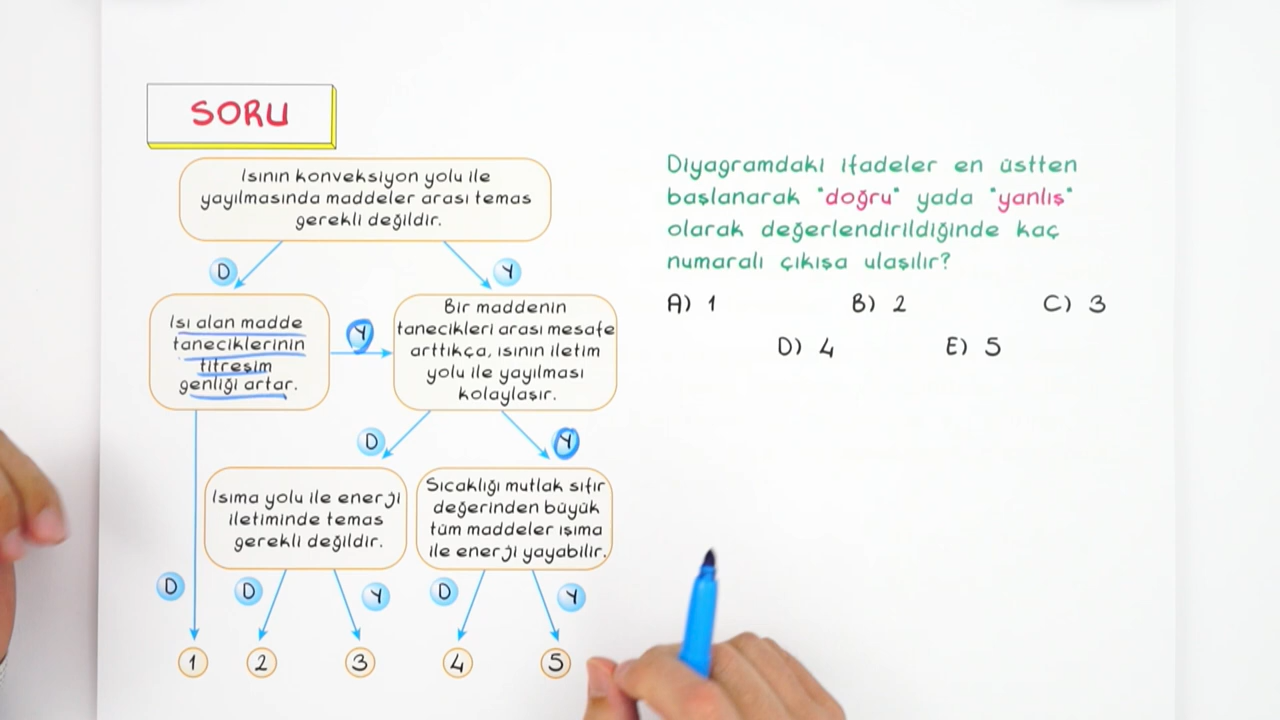 SORU
Isının konveksiyon yolu ile
yayılmasında maddeler arası temas
gerekli değildir.
D
Y
Isı alan madde
taneciklerinin
titreşim
genliği artar.
Y
Bir maddenin
tanecikleri arası mesafe
arttıkça, ısının iletim
yolu ile yayılması
kolaylaşır.
D
Y
Işıma yolu ile enerji
iletiminde temas
gerekli değildir.
Sıcaklığı mutlak sıfır
değerinden büyük
tüm maddeler ışıma
ile enerji yayabilir.
D
D
Y
D
Y
1
2
3
4
5
Diyagramdaki ifadeler en üstten
başlanarak "doğru" yada "yanlış"
olarak değerlendirildiğinde kaç
numaralı çıkışa ulaşılır?
A) 1
B) 2
C) 3
D) 4
E) 5